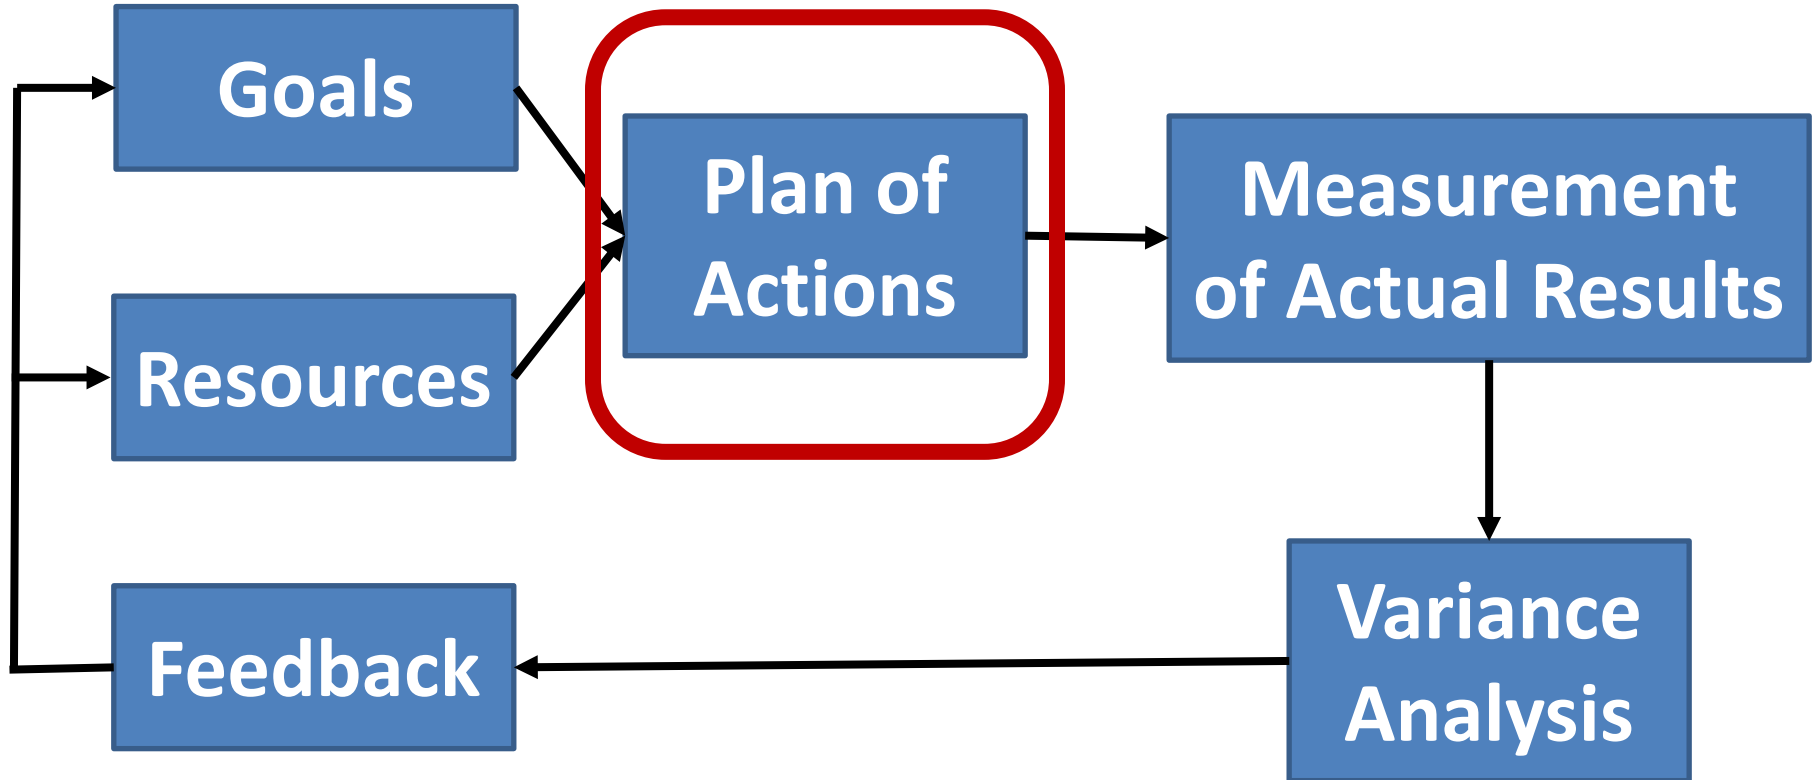 Goals
Plan of
Actions
Measurement
of Actual Results
Resources
Feedback
Variance
Analysis